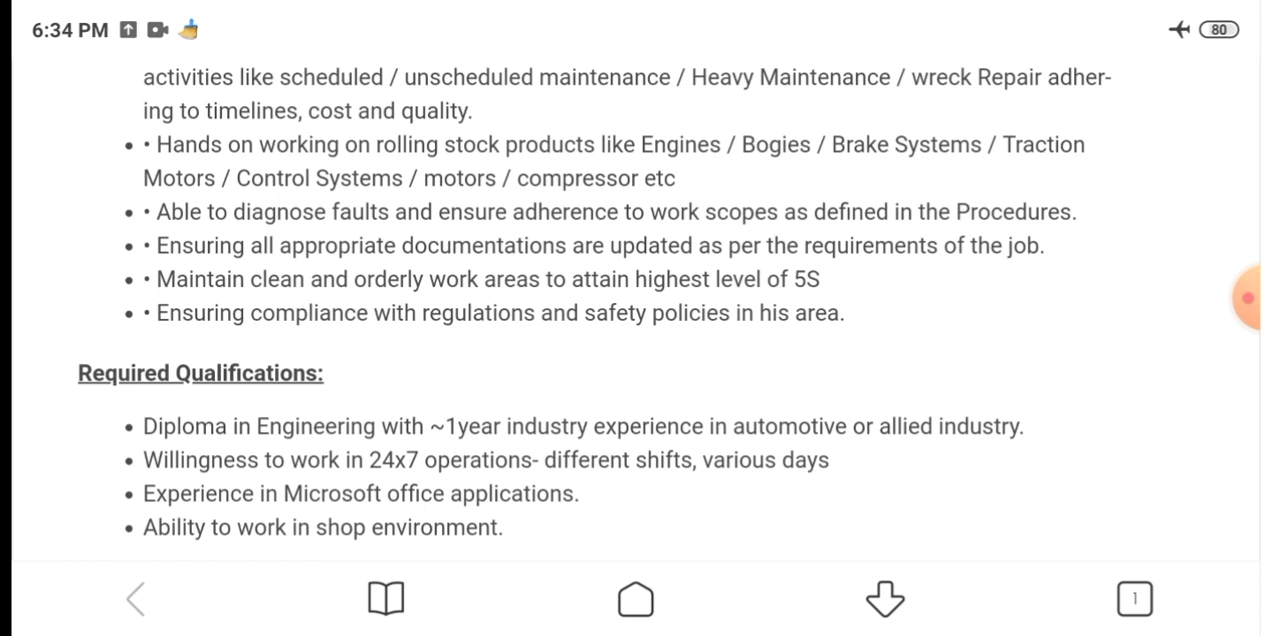 6:34 PM
80
activities like scheduled / unscheduled maintenance / Heavy Maintenance / wreck Repair adher-
ing to timelines, cost and quality.
• • Hands on working on rolling stock products like Engines / Bogies / Brake Systems / Traction
Motors / Control Systems / motors / compressor etc
• • Able to diagnose faults and ensure adherence to work scopes as defined in the Procedures.
• • Ensuring all appropriate documentations are updated as per the requirements of the job.
• • Maintain clean and orderly work areas to attain highest level of 5S
• • Ensuring compliance with regulations and safety policies in his area.
Required Qualifications:
• Diploma in Engineering with ~1year industry experience in automotive or allied industry.
• Willingness to work in 24x7 operations- different shifts, various days
• Experience in Microsoft office applications.
• Ability to work in shop environment.
1